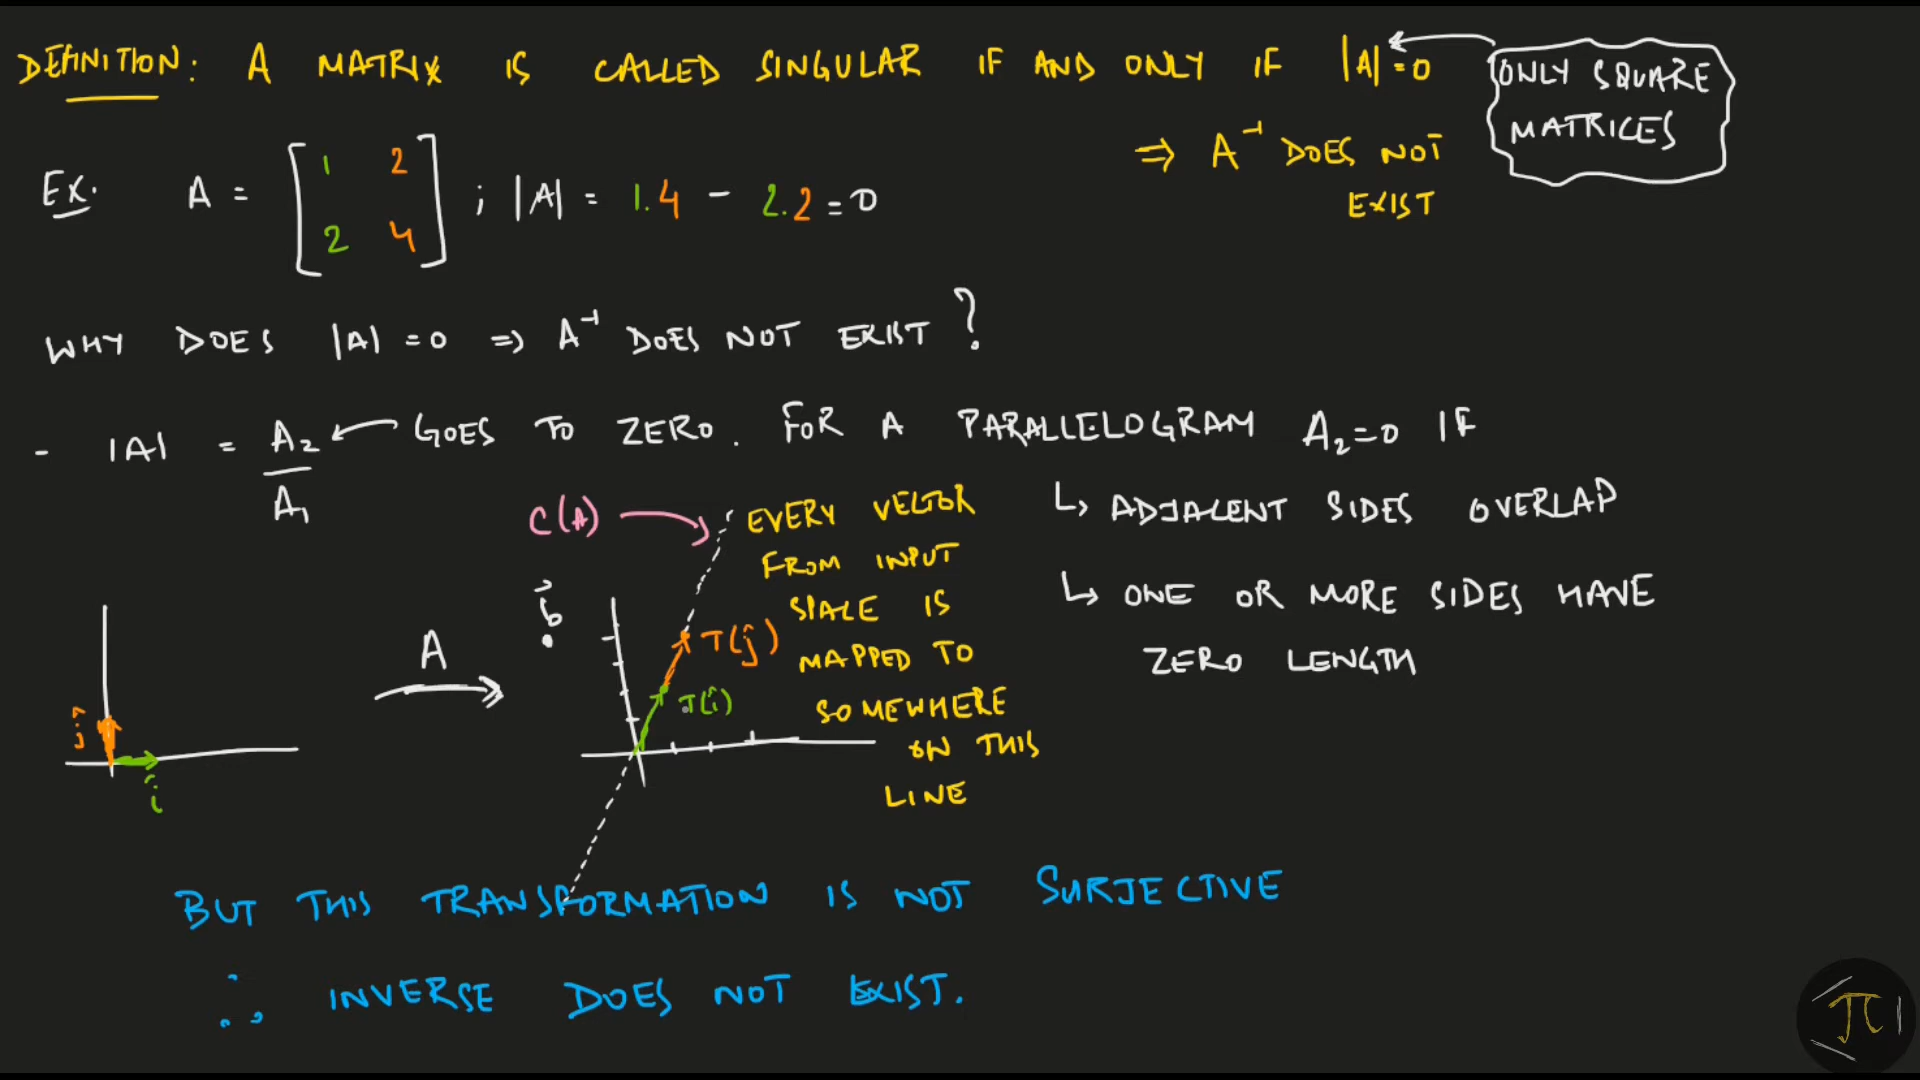 DEFINITION: A MATRIX IS CALLED SINGULAR IF AND ONLY IF |A|=0
ONLY SQUARE
MATRICES
⇒ A⁻¹ DOES NOT
EXIST
EX. A = [1 2; |A| = 1.4 - 2.2 = 0
2 4]
WHY DOES |A| = 0 ⇒ A⁻¹ DOES NOT EXIST?
- |A| = A₂ ← GOES TO ZERO. FOR A PARALLELOGRAM A₂=0 IF
A₁
↳ ADJACENT SIDES OVERLAP
↳ ONE OR MORE SIDES HAVE
ZERO LENGTH
C(A)
EVERY VECTOR
FROM INPUT
SPACE IS
MAPPED TO
SOMEWHERE
ON THIS
LINE
b⃗
A
T(ĵ)
T(î)
ĵ
î
BUT THIS TRANSFORMATION IS NOT SURJECTIVE
∴ INVERSE DOES NOT EXIST.
π